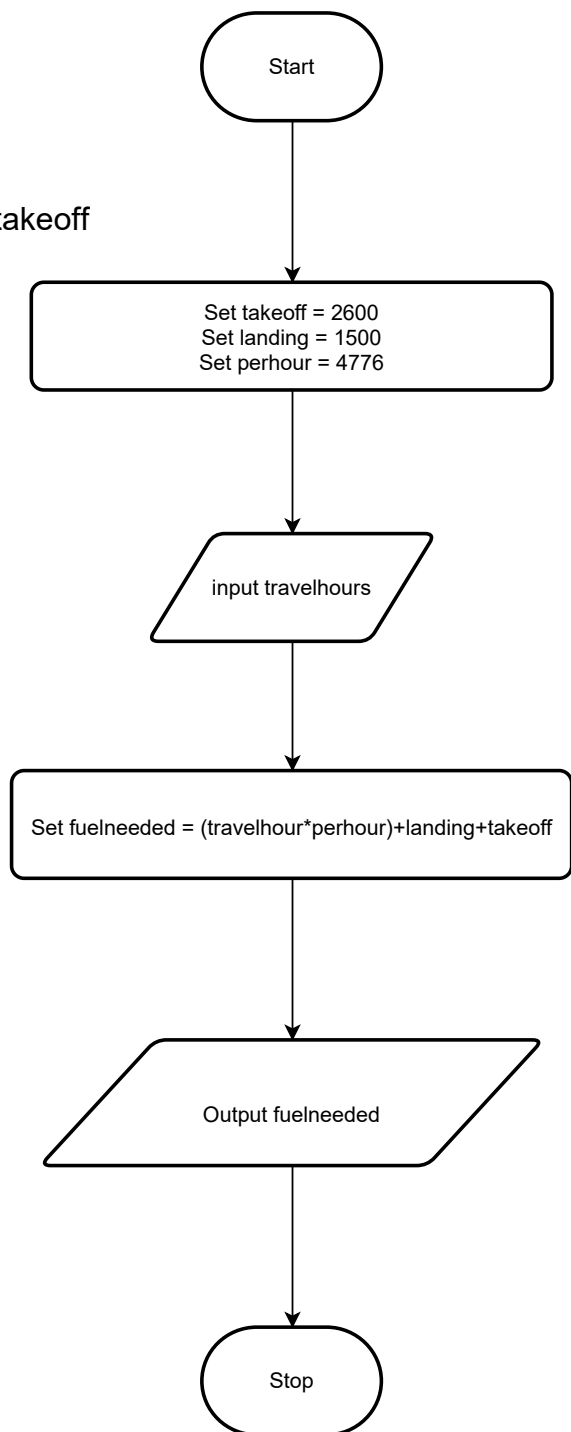 Start
takeoff
Set takeoff = 2600
Set landing = 1500
Set perhour = 4776
input travelhours
Set fuelneeded = (travelhour*perhour)+landing+takeoff
Output fuelneeded
Stop